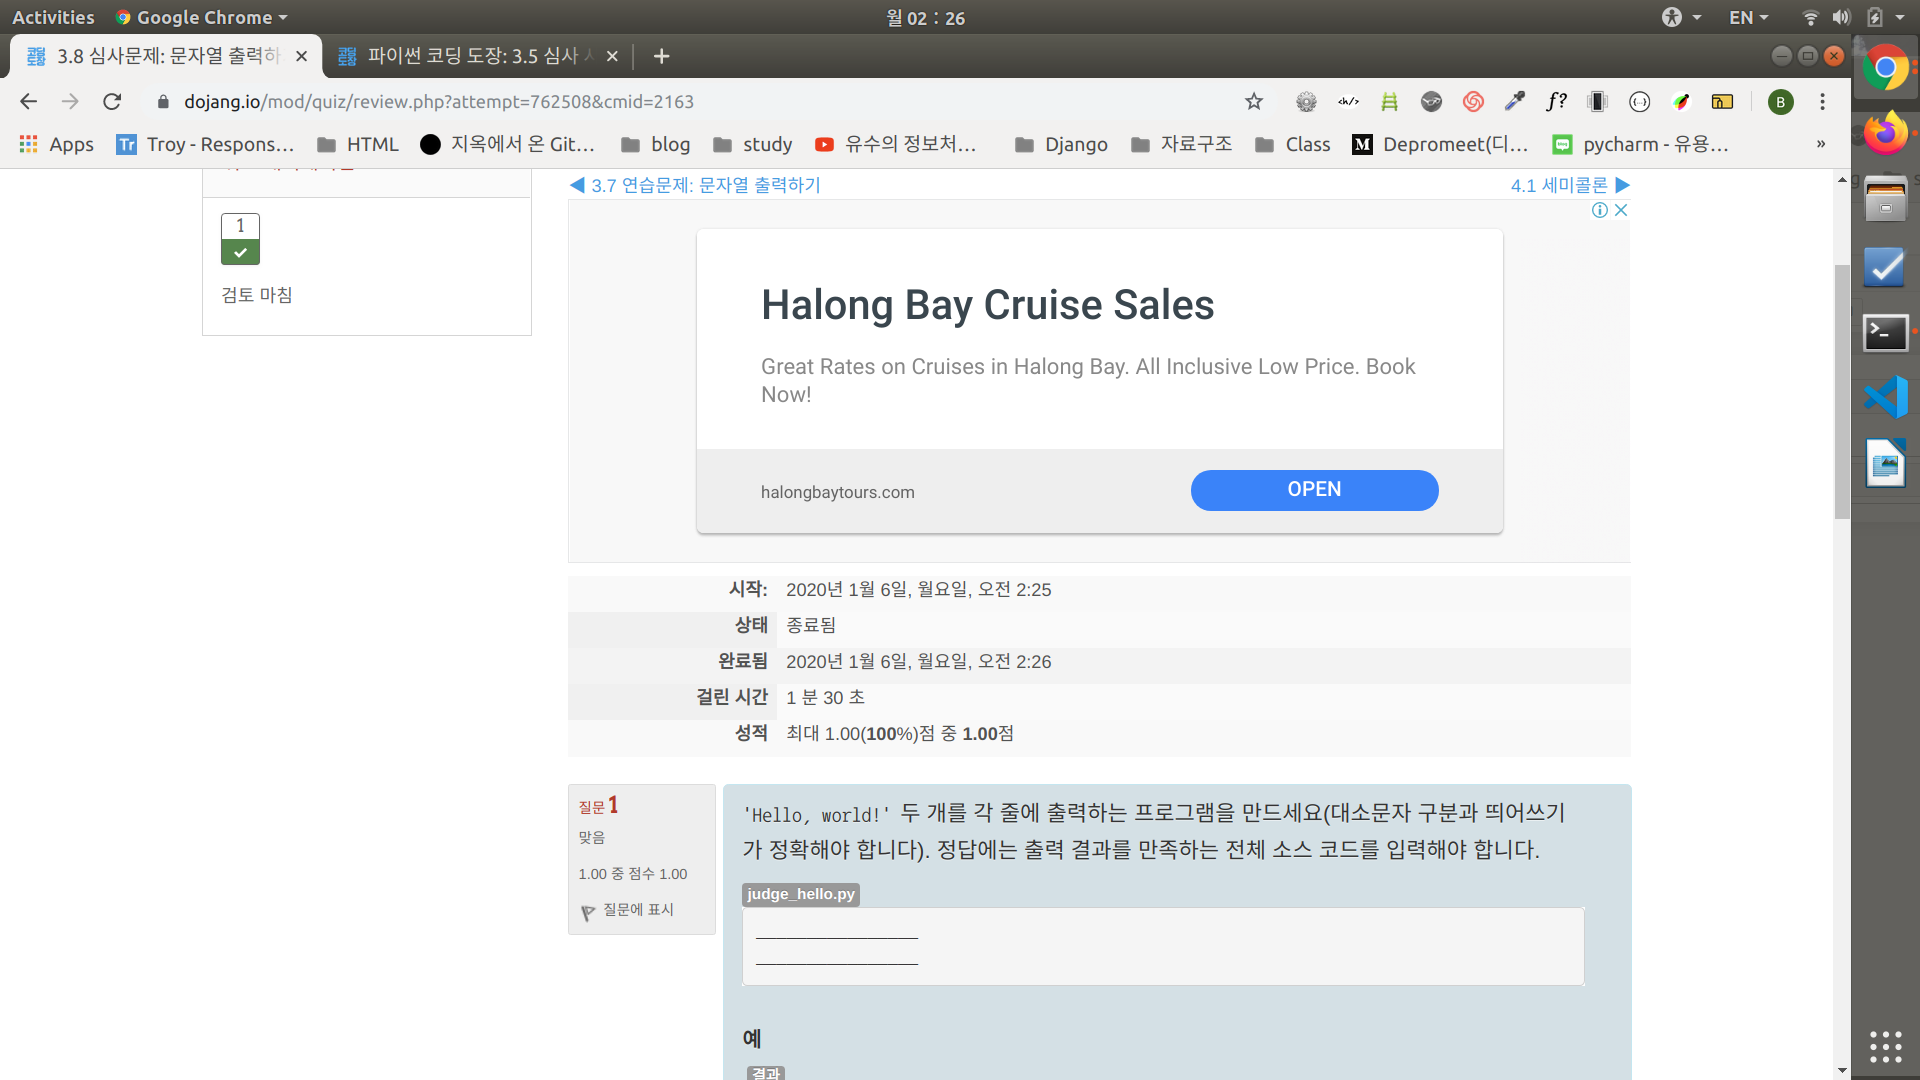 Activities
Google Chrome
월 02 : 26
EN
3.8 심사문제: 문자열 출력하
파이썬 코딩 도장: 3.5 심사
dojang.io/mod/quiz/review.php?attempt=762508&cmid=2163
<h/>
f?
B
Apps
Tr
Troy - Respons...
HTML
지옥에서 온 Git...
blog
study
유수의 정보처...
Django
자료구조
Class
M
Depromeet(디...
pycharm - 유용...
»
◀ 3.7 연습문제: 문자열 출력하기
4.1 세미콜론 ▶
1
검토 마침
Halong Bay Cruise Sales
Great Rates on Cruises in Halong Bay. All Inclusive Low Price. Book
Now!
halongbaytours.com
OPEN
시작: 2020년 1월 6일, 월요일, 오전 2:25
상태 종료됨
완료됨 2020년 1월 6일, 월요일, 오전 2:26
걸린 시간 1 분 30 초
성적 최대 1.00(100%)점 중 1.00점
질문 1
맞음
1.00 중 점수 1.00
질문에 표시
'Hello, world!' 두 개를 각 줄에 출력하는 프로그램을 만드세요(대소문자 구분과 띄어쓰기
가 정확해야 합니다). 정답에는 출력 결과를 만족하는 전체 소스 코드를 입력해야 합니다.
judge_hello.py
________________
________________
예
결과